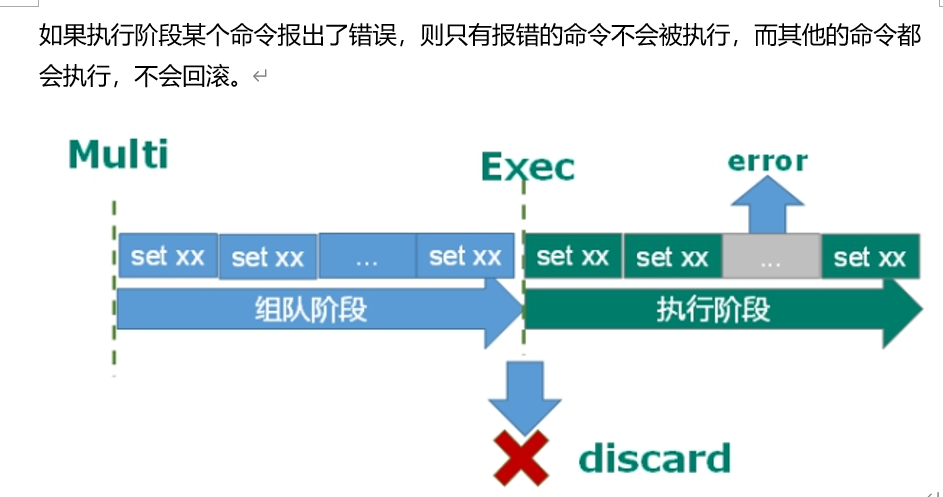 如果执行阶段某个命令报出了错误，则只有报错的命令不会被执行，而其他的命令都
会执行，不会回滚。↵
Multi
Exec
error
set xx set xx ... set xx set xx set xx ... set xx
组队阶段 执行阶段
discard